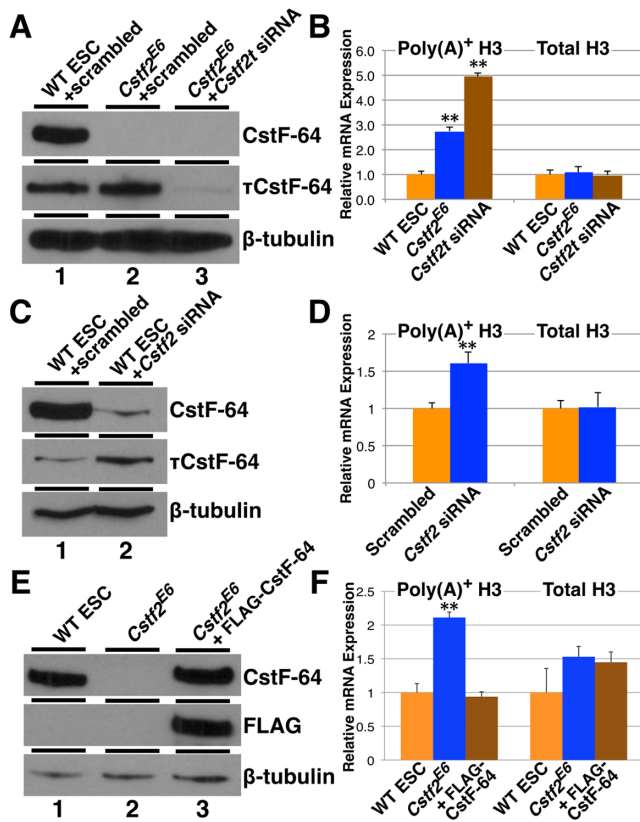 A
WT ESC
+scrambled
Cstf2E6
+scrambled
Cstf2E6
+Cstf2t siRNA
CstF-64
τCstF-64
β-tubulin
1 2 3
B
Relative mRNA Expression
6.0
5.0
4.0
3.0
2.0
1.0
0.0
Poly(A)+ H3
Total H3
**
**
WT ESC
Cstf2E6
Cstf2t siRNA
WT ESC
Cstf2E6
Cstf2t siRNA
C
WT ESC
+scrambled
WT ESC
+Cstf2 siRNA
CstF-64
τCstF-64
β-tubulin
1 2
D
Relative mRNA Expression
2
1.5
1
0.5
0
Poly(A)+ H3
Total H3
**
Scrambled
Cstf2 siRNA
Scrambled
Cstf2 siRNA
E
WT ESC
Cstf2E6
Cstf2E6
+ FLAG-CstF-64
CstF-64
FLAG
β-tubulin
1 2 3
F
Relative mRNA Expression
2.5
2
1.5
1
0.5
0
Poly(A)+ H3
Total H3
**
WT ESC
Cstf2E6
+ FLAG-
CstF-64
WT ESC
Cstf2E6
+ FLAG-
CstF-64